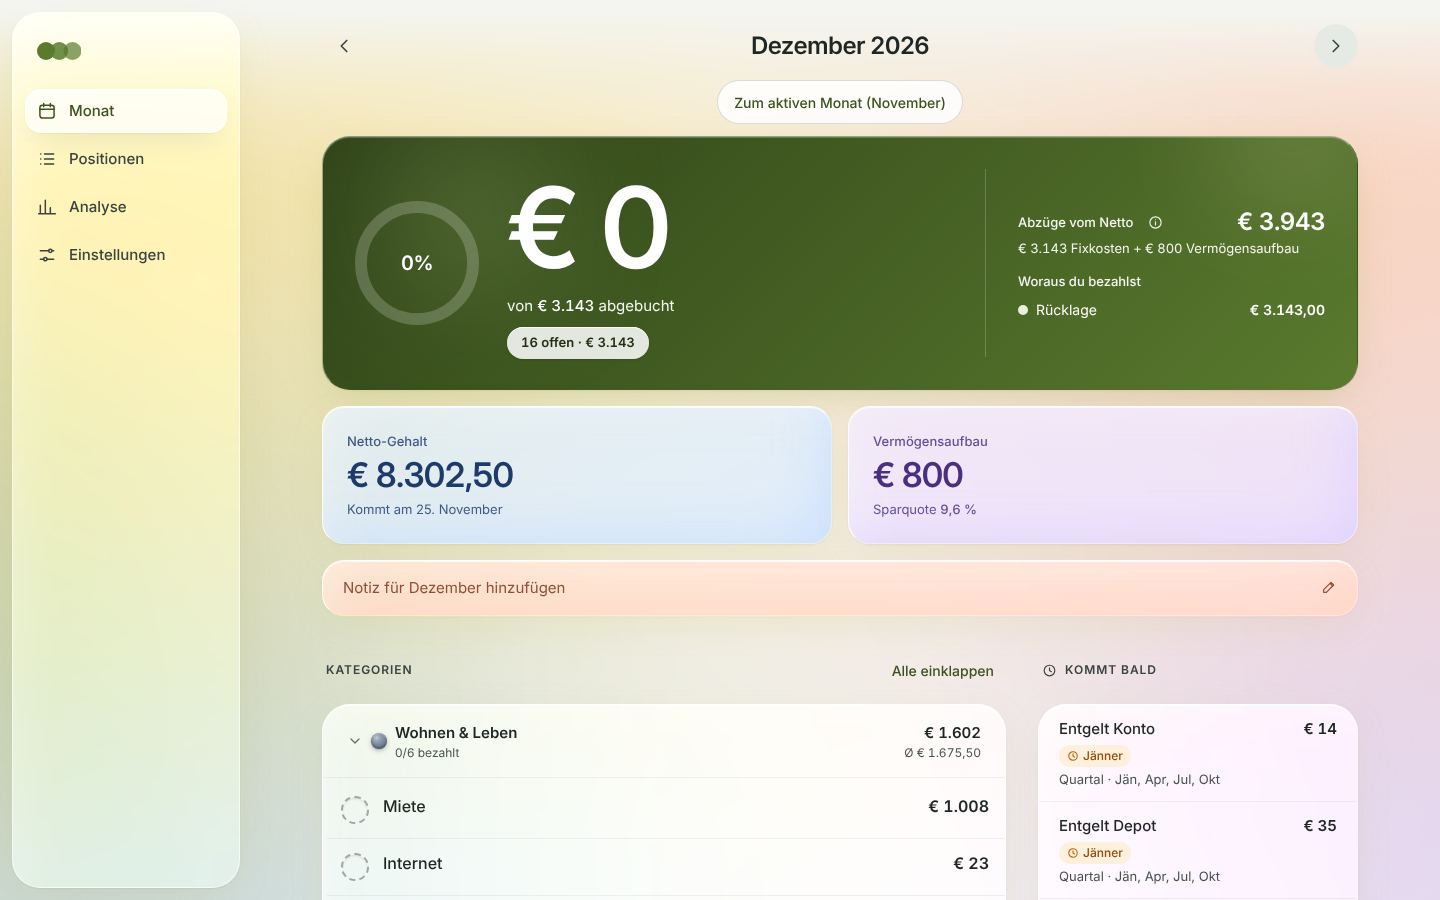 Monat
Positionen
Analyse
Einstellungen
Dezember 2026
Zum aktiven Monat (November)
0%
€ 0
von € 3.143 abgebucht
16 offen · € 3.143
Abzüge vom Netto
€ 3.943
€ 3.143 Fixkosten + € 800 Vermögensaufbau
Woraus du bezahlst
Rücklage
€ 3.143,00
Netto-Gehalt
€ 8.302,50
Kommt am 25. November
Vermögensaufbau
€ 800
Sparquote 9,6 %
Notiz für Dezember hinzufügen
KATEGORIEN
Alle einklappen
Wohnen & Leben
€ 1.602
0/6 bezahlt
Ø € 1.675,50
Miete
€ 1.008
Internet
€ 23
KOMMT BALD
Entgelt Konto
€ 14
Jänner
Quartal · Jän, Apr, Jul, Okt
Entgelt Depot
€ 35
Jänner
Quartal · Jän, Apr, Jul, Okt